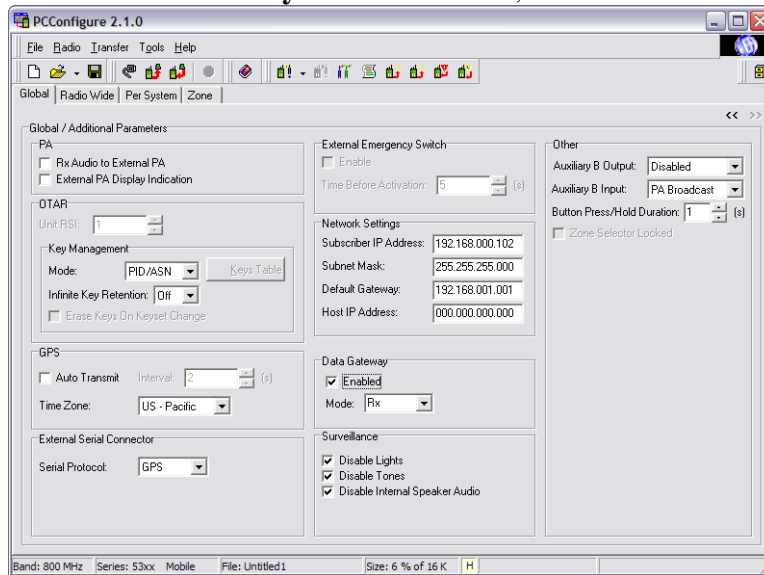 PCConfigure 2.1.0
File Radio Transfer Tools Help
Global Radio Wide Per System Zone
<< >>
Global / Additional Parameters
PA
Rx Audio to External PA
External PA Display Indication
OTAR
Unit RSI: 1
Key Management
Mode: PID/ASN Keys Table
Infinite Key Retention: Off
Erase Keys On Keyset Change
GPS
Auto Transmit Interval: 2 (s)
Time Zone: US - Pacific
External Serial Connector
Serial Protocol: GPS
External Emergency Switch
Enable
Time Before Activation: 5 (s)
Network Settings
Subscriber IP Address: 192.168.000.102
Subnet Mask: 255.255.255.000
Default Gateway: 192.168.001.001
Host IP Address: 000.000.000.000
Data Gateway
Enabled
Mode: Rx
Surveillance
Disable Lights
Disable Tones
Disable Internal Speaker Audio
Other
Auxiliary B Output: Disabled
Auxiliary B Input: PA Broadcast
Button Press/Hold Duration: 1 (s)
Zone Selector Locked
Band: 800 MHz Series: 53xx Mobile File: Untitled1 Size: 6 % of 16 K H